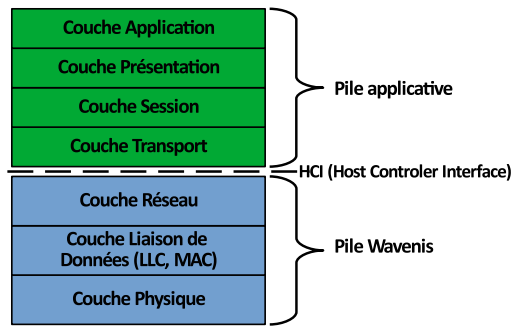 Couche Application
Couche Présentation
Couche Session
Couche Transport
Pile applicative
HCI (Host Controler Interface)
Couche Réseau
Couche Liaison de
Données (LLC, MAC)
Couche Physique
Pile Wavenis